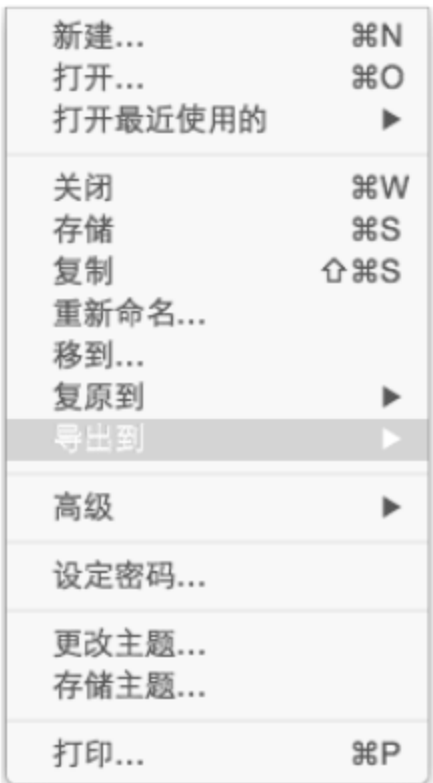 新建... ⌘N
打开... ⌘O
打开最近使用的 ▶
关闭 ⌘W
存储 ⌘S
复制 ⇧⌘S
重新命名...
移到...
复原到 ▶
导出到 ▶
高级 ▶
设定密码...
更改主题...
存储主题...
打印... ⌘P